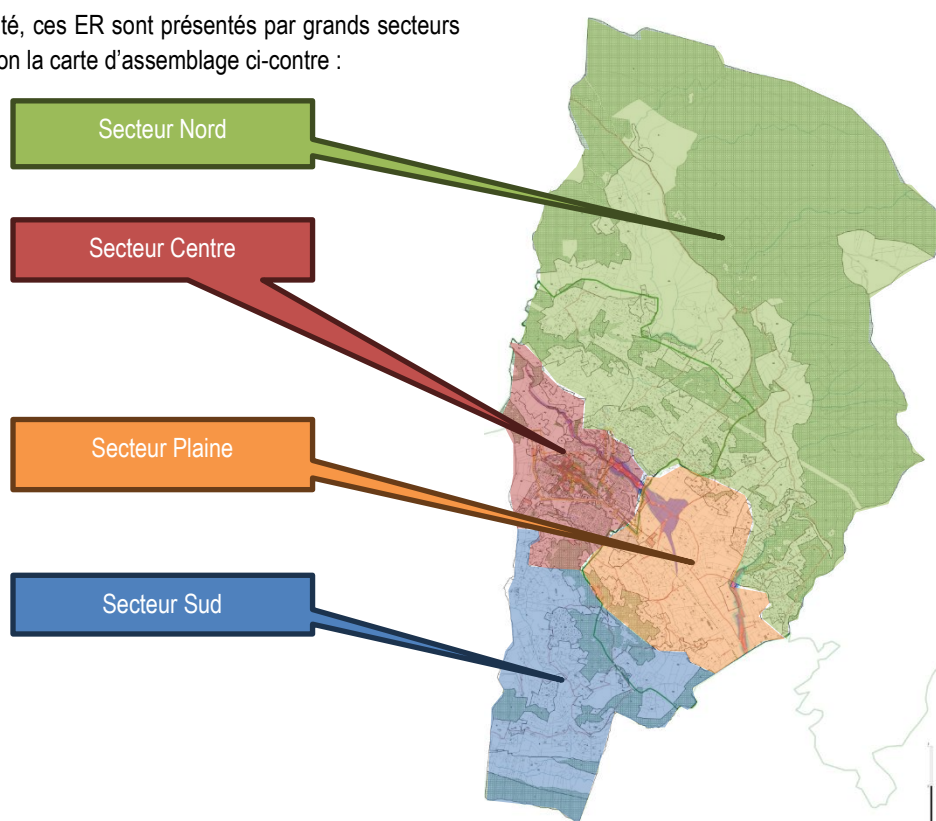 té, ces ER sont présentés par grands secteurs
on la carte d’assemblage ci-contre :
Secteur Nord
Secteur Centre
Secteur Plaine
Secteur Sud